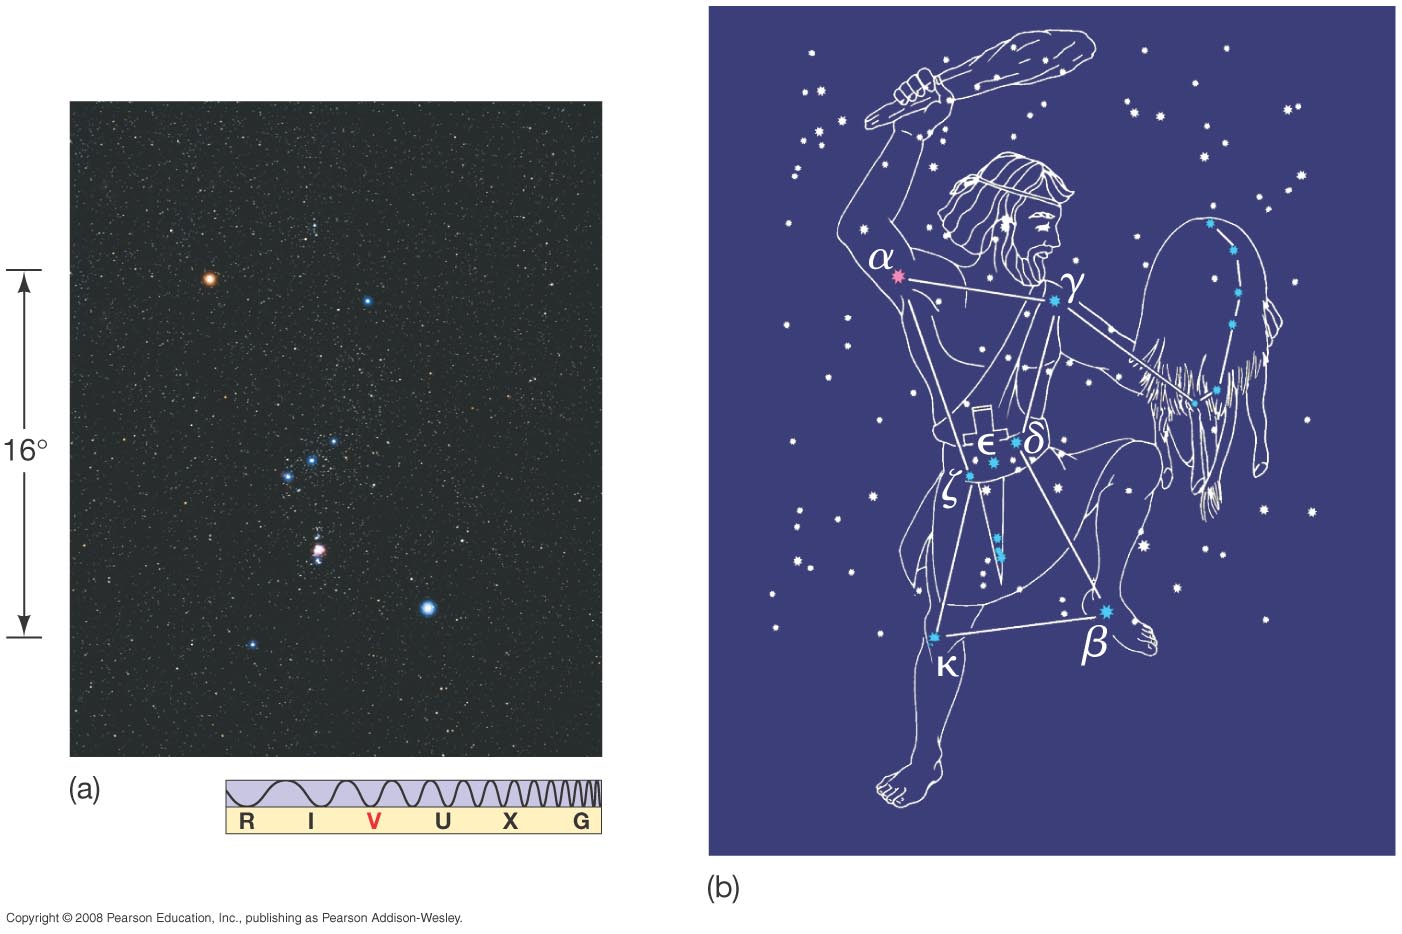 16°
(a)
R I V U X G
α
γ
ϵ
δ
ζ
β
κ
(b)
Copyright © 2008 Pearson Education, Inc., publishing as Pearson Addison-Wesley.